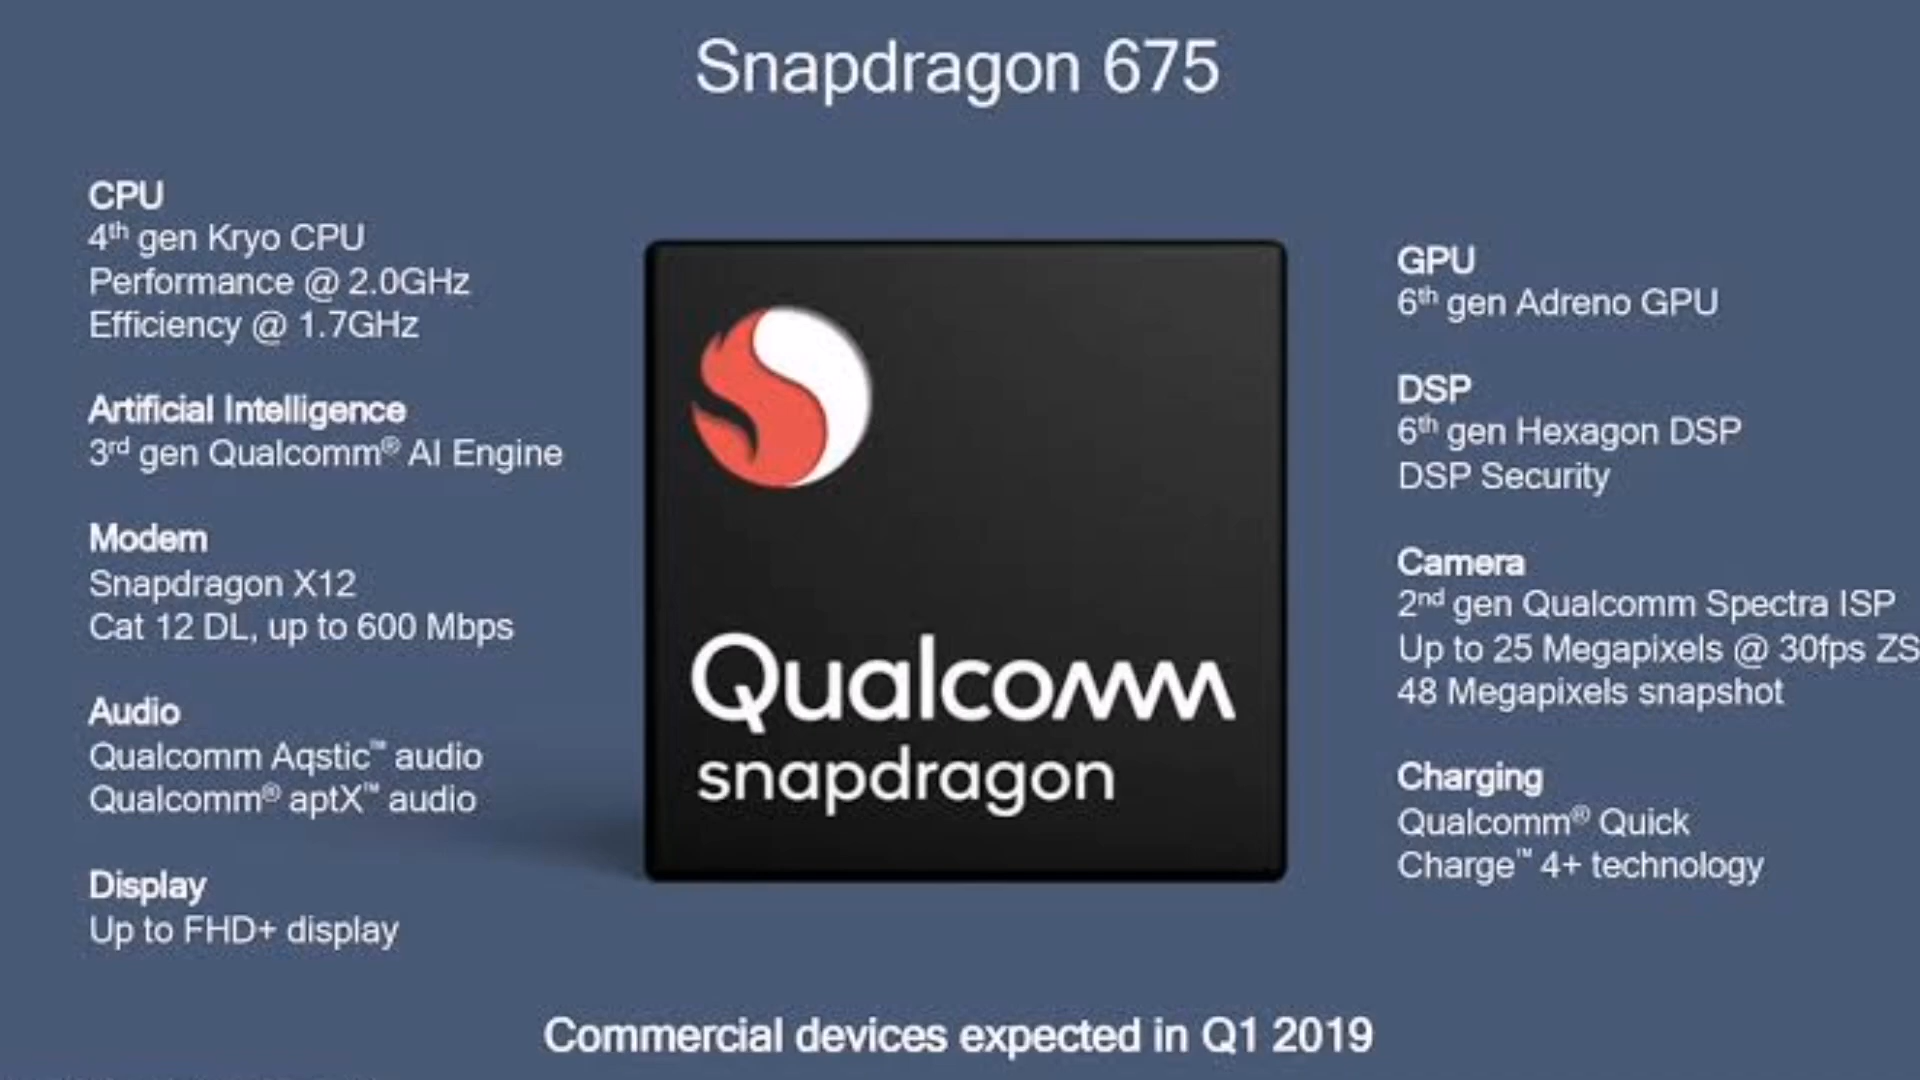 Snapdragon 675
CPU
4th gen Kryo CPU
Performance @ 2.0GHz
Efficiency @ 1.7GHz
Artificial Intelligence
3rd gen Qualcomm® AI Engine
Modem
Snapdragon X12
Cat 12 DL, up to 600 Mbps
Audio
Qualcomm Aqstic™ audio
Qualcomm® aptX™ audio
Display
Up to FHD+ display
Qualcomm
snapdragon
GPU
6th gen Adreno GPU
DSP
6th gen Hexagon DSP
DSP Security
Camera
2nd gen Qualcomm Spectra ISP
Up to 25 Megapixels @ 30fps ZS
48 Megapixels snapshot
Charging
Qualcomm® Quick
Charge™ 4+ technology
Commercial devices expected in Q1 2019